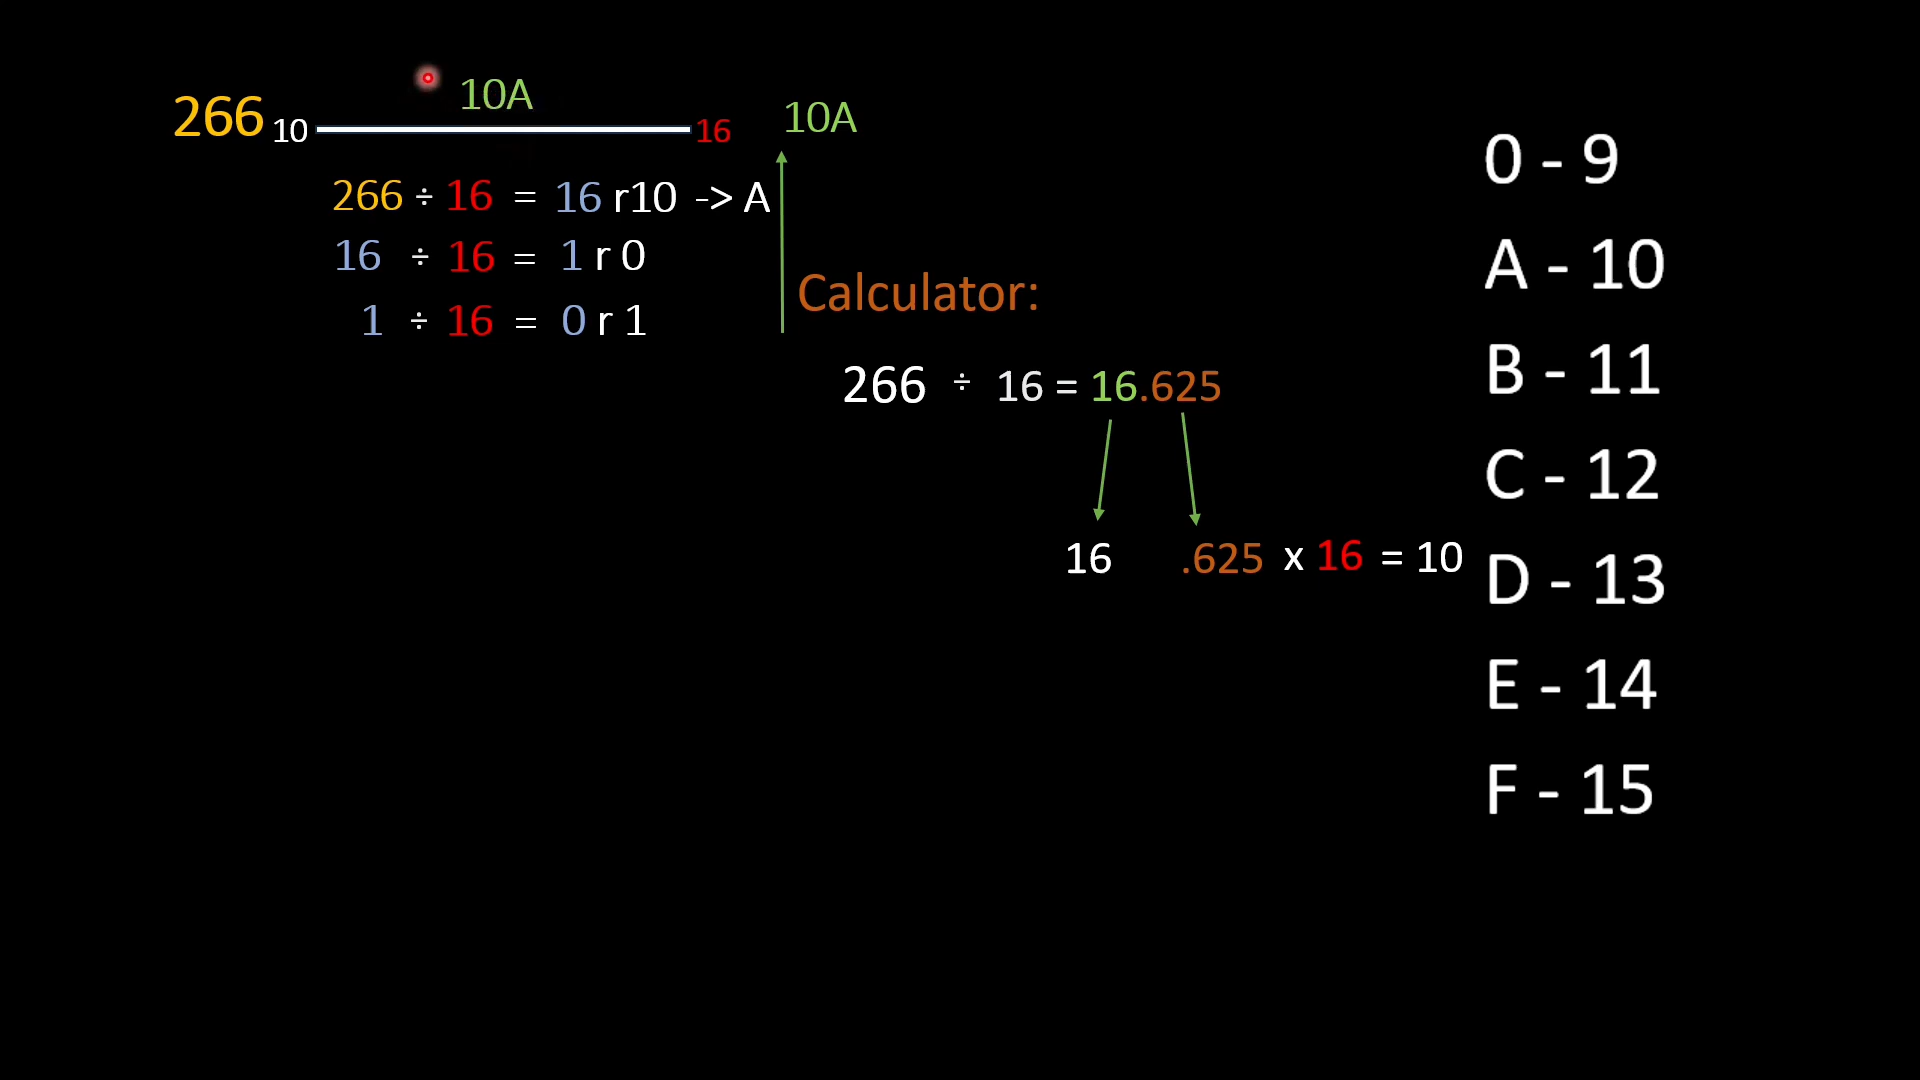 266 10 10A 16 10A
266 ÷ 16 = 16 r10 -> A
16 ÷ 16 = 1 r 0
1 ÷ 16 = 0 r 1
Calculator:
266 ÷ 16 = 16.625
16 .625 x 16 = 10
0 - 9
A - 10
B - 11
C - 12
D - 13
E - 14
F - 15